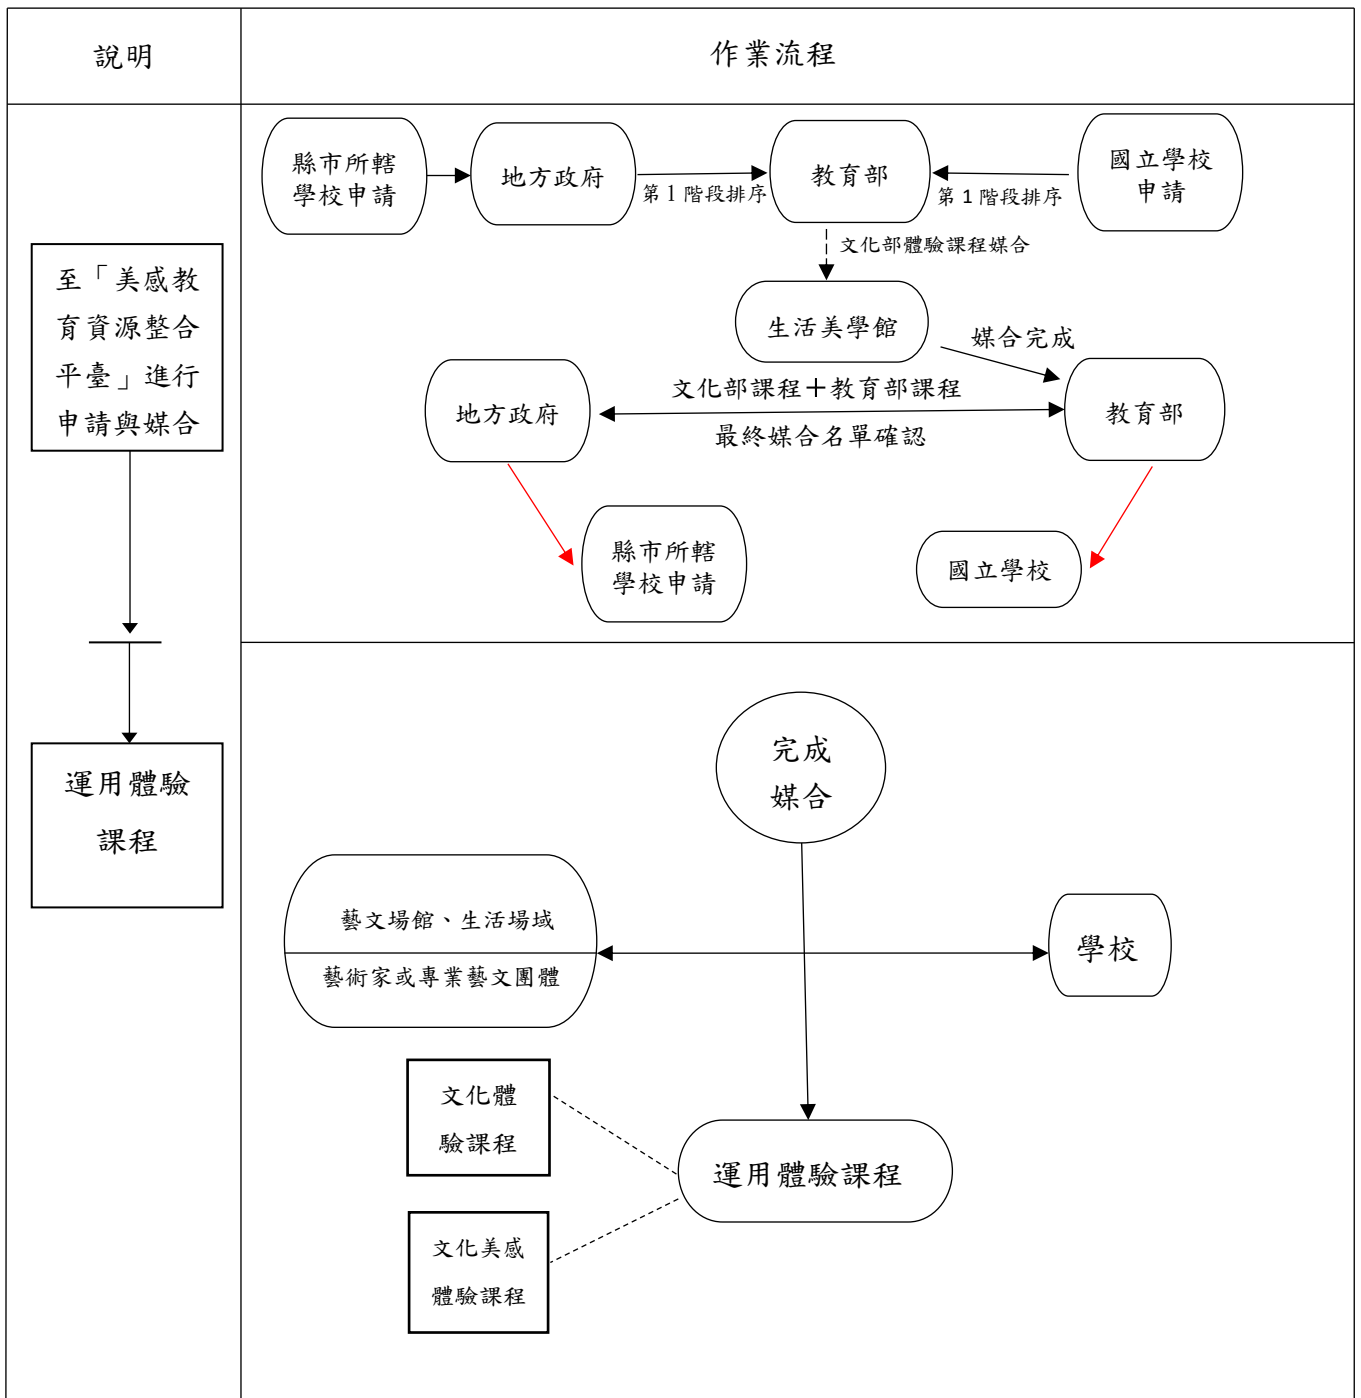 說明
作業流程
縣市所轄
學校申請
地方政府
第 1 階段排序
教育部
第 1 階段排序
國立學校
申請
文化部體驗課程媒合
至「美感教
育資源整合
平臺」進行
申請與媒合
生活美學館
媒合完成
地方政府
文化部課程＋教育部課程
最終媒合名單確認
教育部
縣市所轄
學校申請
國立學校
運用體驗
課程
完成
媒合
藝文場館、生活場域
藝術家或專業藝文團體
學校
文化體
驗課程
運用體驗課程
文化美感
體驗課程